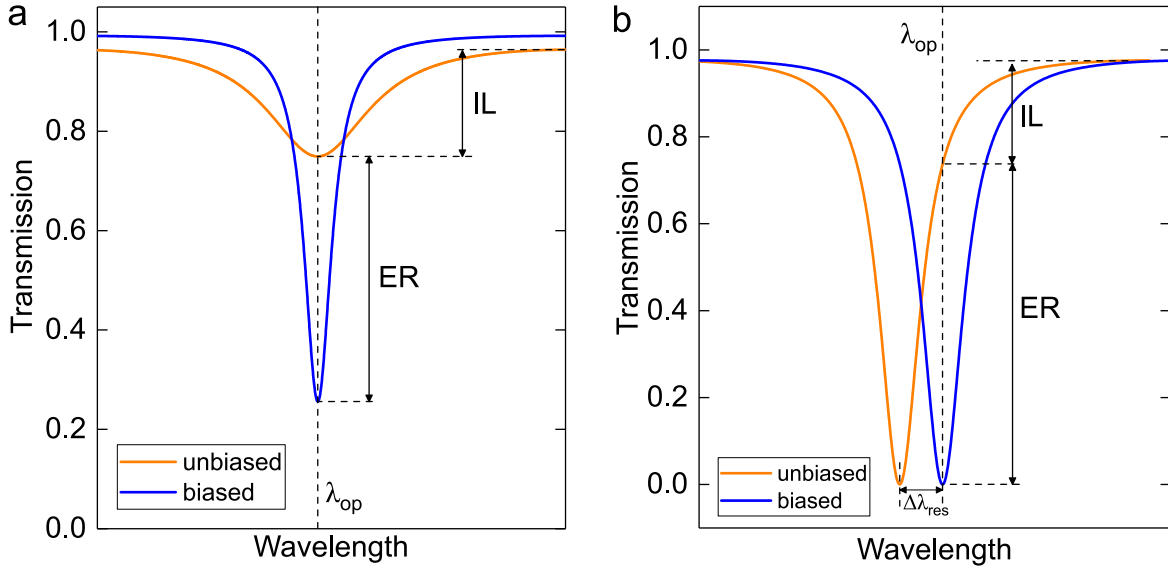 a
1.0
0.8
0.6
0.4
0.2
0.0
Transmission
Wavelength
IL
ER
λop
unbiased
biased
b
1.0
0.8
0.6
0.4
0.2
0.0
Transmission
Wavelength
λop
IL
ER
Δλres
unbiased
biased